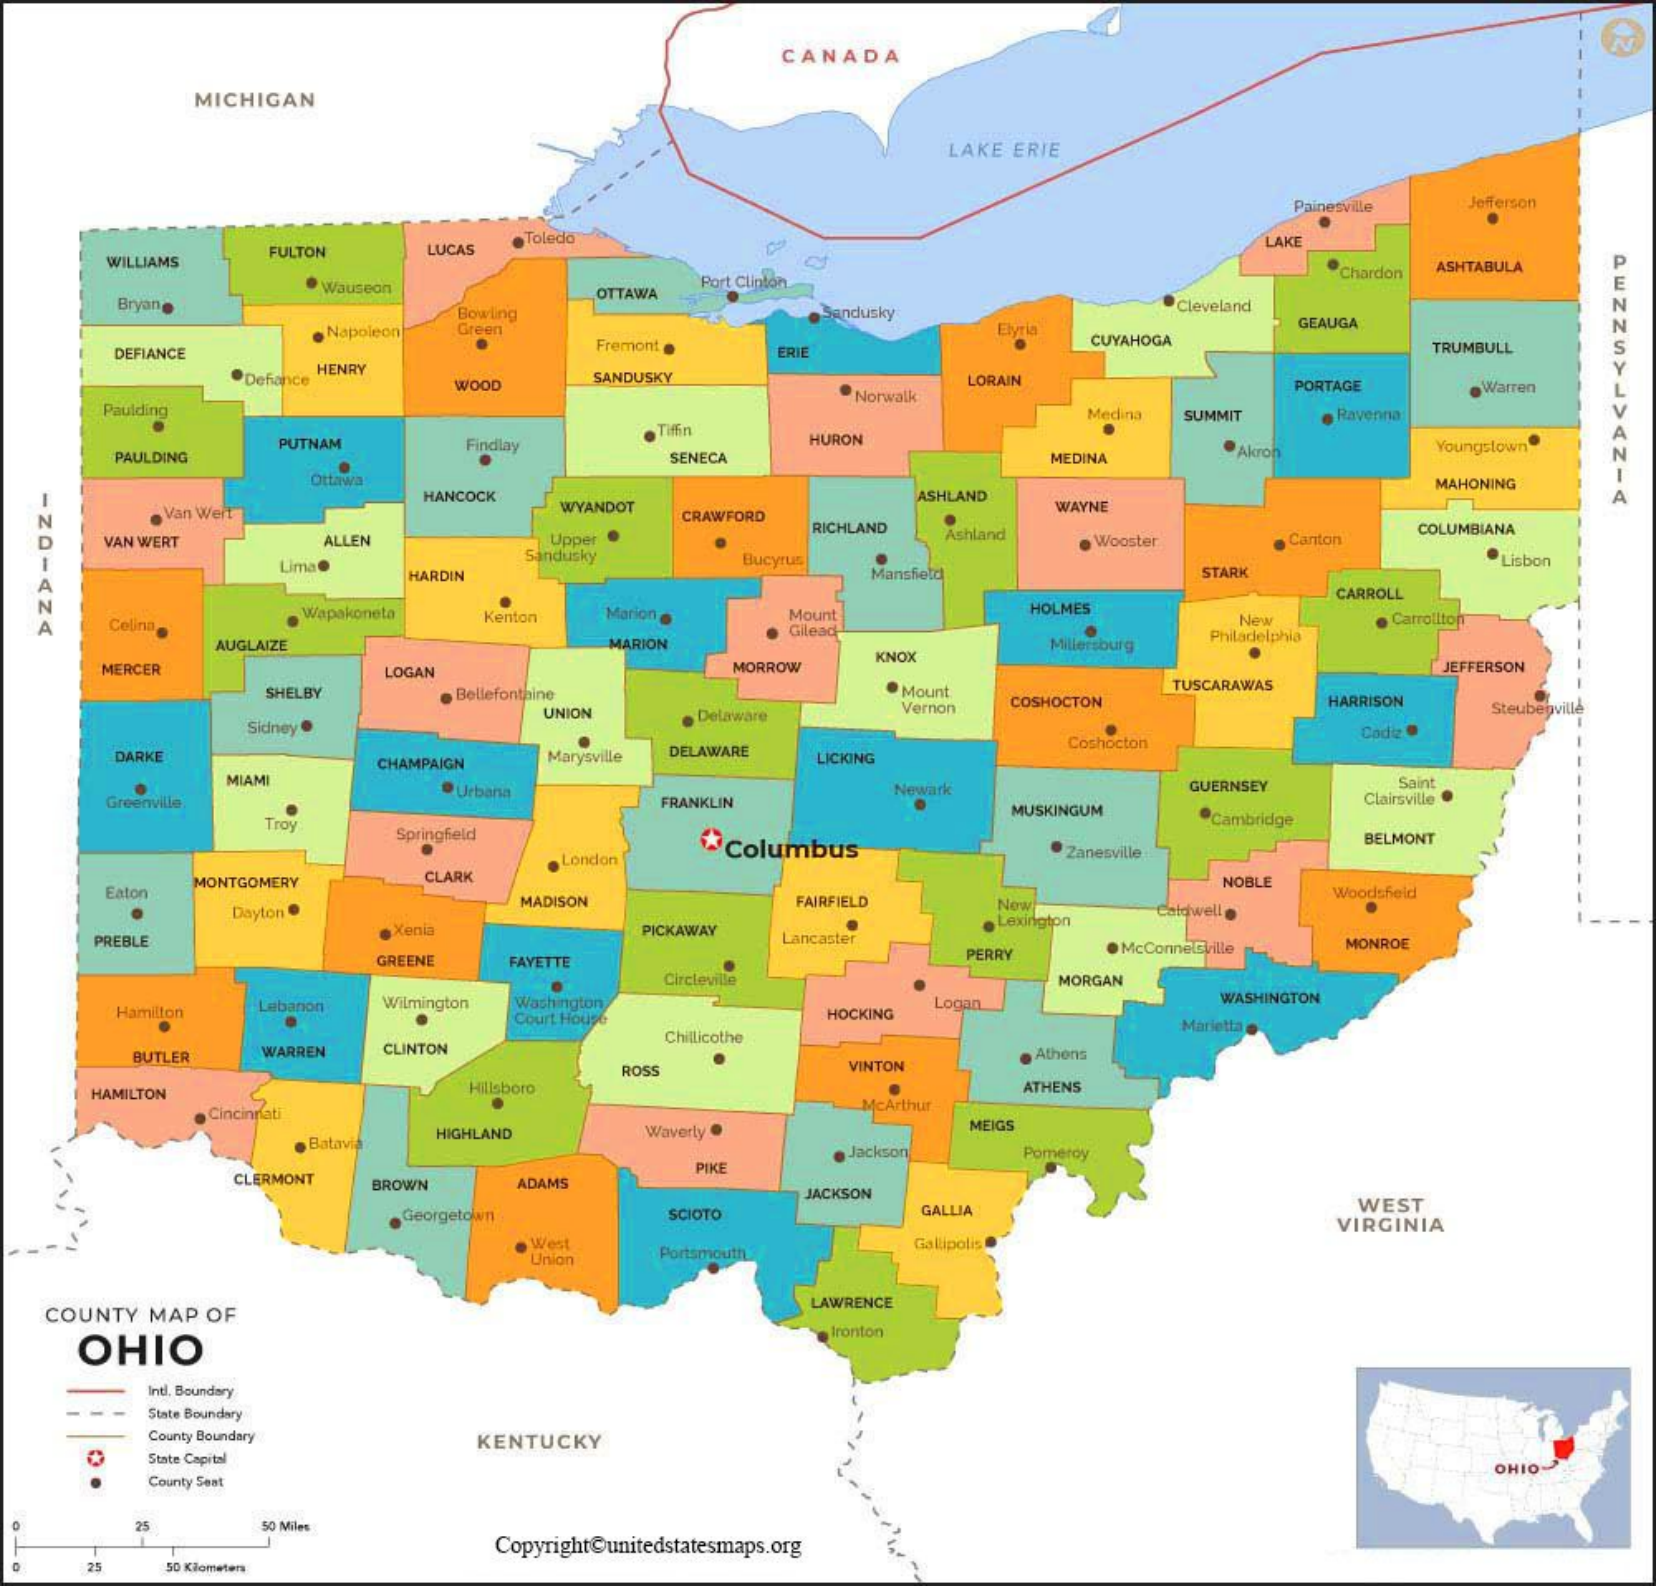 CANADA
N
MICHIGAN
LAKE ERIE
Painesville
Jefferson
LAKE
ASHTABULA
Chardon
GEAUGA
PENNSYLVANIA
WILLIAMS
Bryan
FULTON
Wauseon
LUCAS
Toledo
OTTAWA
Port Clinton
Sandusky
ERIE
Cleveland
CUYAHOGA
DEFIANCE
Defiance
Napoleon
HENRY
Bowling
Green
WOOD
Fremont
SANDUSKY
Elyria
LORAIN
TRUMBULL
Warren
PORTAGE
Ravenna
SUMMIT
Akron
Medina
MEDINA
Norwalk
HURON
Tiffin
SENECA
Paulding
PAULDING
PUTNAM
Ottawa
Findlay
HANCOCK
Youngstown
MAHONING
INDIANA
Van Wert
VAN WERT
ALLEN
Lima
WYANDOT
Upper
Sandusky
CRAWFORD
Bucyrus
RICHLAND
Mansfield
ASHLAND
Ashland
WAYNE
Wooster
Canton
STARK
COLUMBIANA
Lisbon
HARDIN
Kenton
Celina
MERCER
Wapakoneta
AUGLAIZE
Marion
MARION
Mount
Gilead
MORROW
HOLMES
Millersburg
New
Philadelphia
TUSCARAWAS
CARROLL
Carrollton
JEFFERSON
Steubenville
SHELBY
Sidney
LOGAN
Bellefontaine
UNION
Marysville
Delaware
DELAWARE
KNOX
Mount
Vernon
COSHOCTON
Coshocton
HARRISON
Cadiz
DARKE
Greenville
MIAMI
Troy
CHAMPAIGN
Urbana
FRANKLIN
Columbus
LICKING
Newark
MUSKINGUM
Zanesville
GUERNSEY
Cambridge
Saint
Clairsville
BELMONT
Springfield
CLARK
London
MADISON
Eaton
PREBLE
MONTGOMERY
Dayton
Xenia
GREENE
FAYETTE
Washington
Court House
PICKAWAY
Circleville
FAIRFIELD
Lancaster
New
Lexington
PERRY
McConnelsville
MORGAN
NOBLE
Caldwell
Woodsfield
MONROE
Hamilton
BUTLER
Lebanon
WARREN
Wilmington
CLINTON
Chillicothe
ROSS
Logan
HOCKING
Athens
ATHENS
WASHINGTON
Marietta
HAMILTON
Cincinnati
Batavia
CLERMONT
Hillsboro
HIGHLAND
VINTON
McArthur
MEIGS
Pomeroy
BROWN
Georgetown
ADAMS
West
Union
Waverly
PIKE
Jackson
JACKSON
GALLIA
Gallipolis
SCIOTO
Portsmouth
LAWRENCE
Ironton
WEST
VIRGINIA
KENTUCKY
COUNTY MAP OF
OHIO
Intl. Boundary
State Boundary
County Boundary
State Capital
County Seat
0 25 50 Miles
0 25 50 Kilometers
Copyright©unitedstatesmaps.org
OHIO